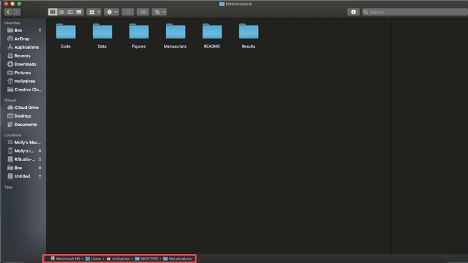 MetaAnalysis
Search
Favorites
Box
AirDrop
Applications
Recents
Downloads
Pictures
mollyalves
Creative Clo...
iCloud
iCloud Drive
Desktop
Documents
Locations
Molly's Mac...
Molly's i...
RStudio-...
Box
Untitled
Tags
Code
Data
Figures
Manuscripts
README
Results
Macintosh HD › Users › mollyalves › MASTERS › MetaAnalysis